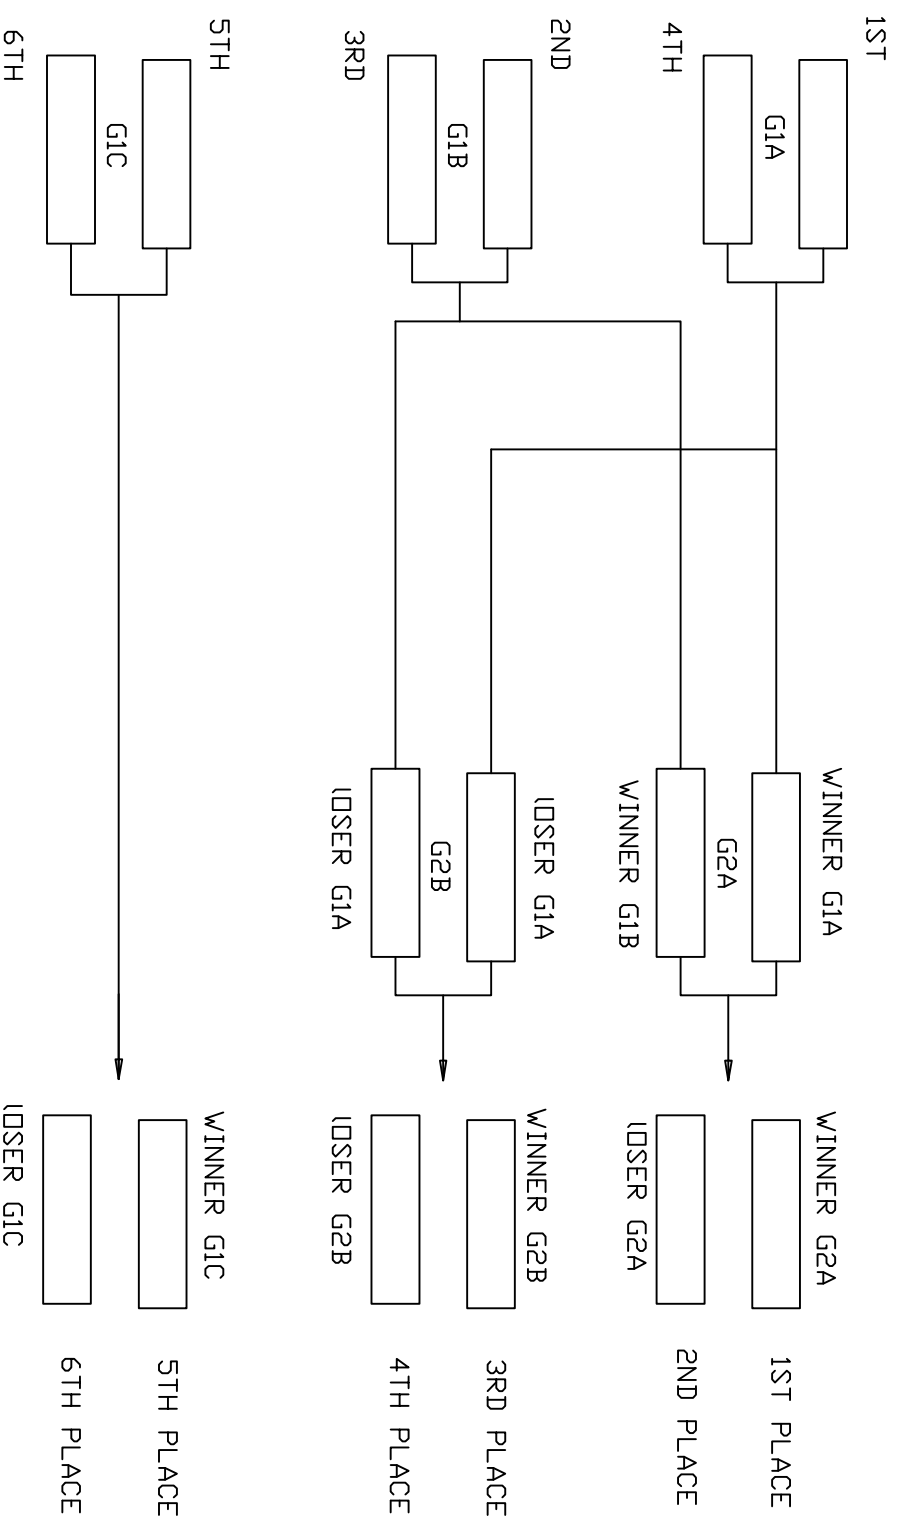 1ST
G1A
4TH
2ND
G1B
3RD
5TH
G1C
6TH
WINNER G1A
G2A
WINNER G1B
lOSER G1A
G2B
lOSER G1A
WINNER G2A
lOSER G2A
WINNER G2B
lOSER G2B
WINNER G1C
lOSER G1C
1ST PLACE
2ND PLACE
3RD PLACE
4TH PLACE
5TH PLACE
6TH PLACE